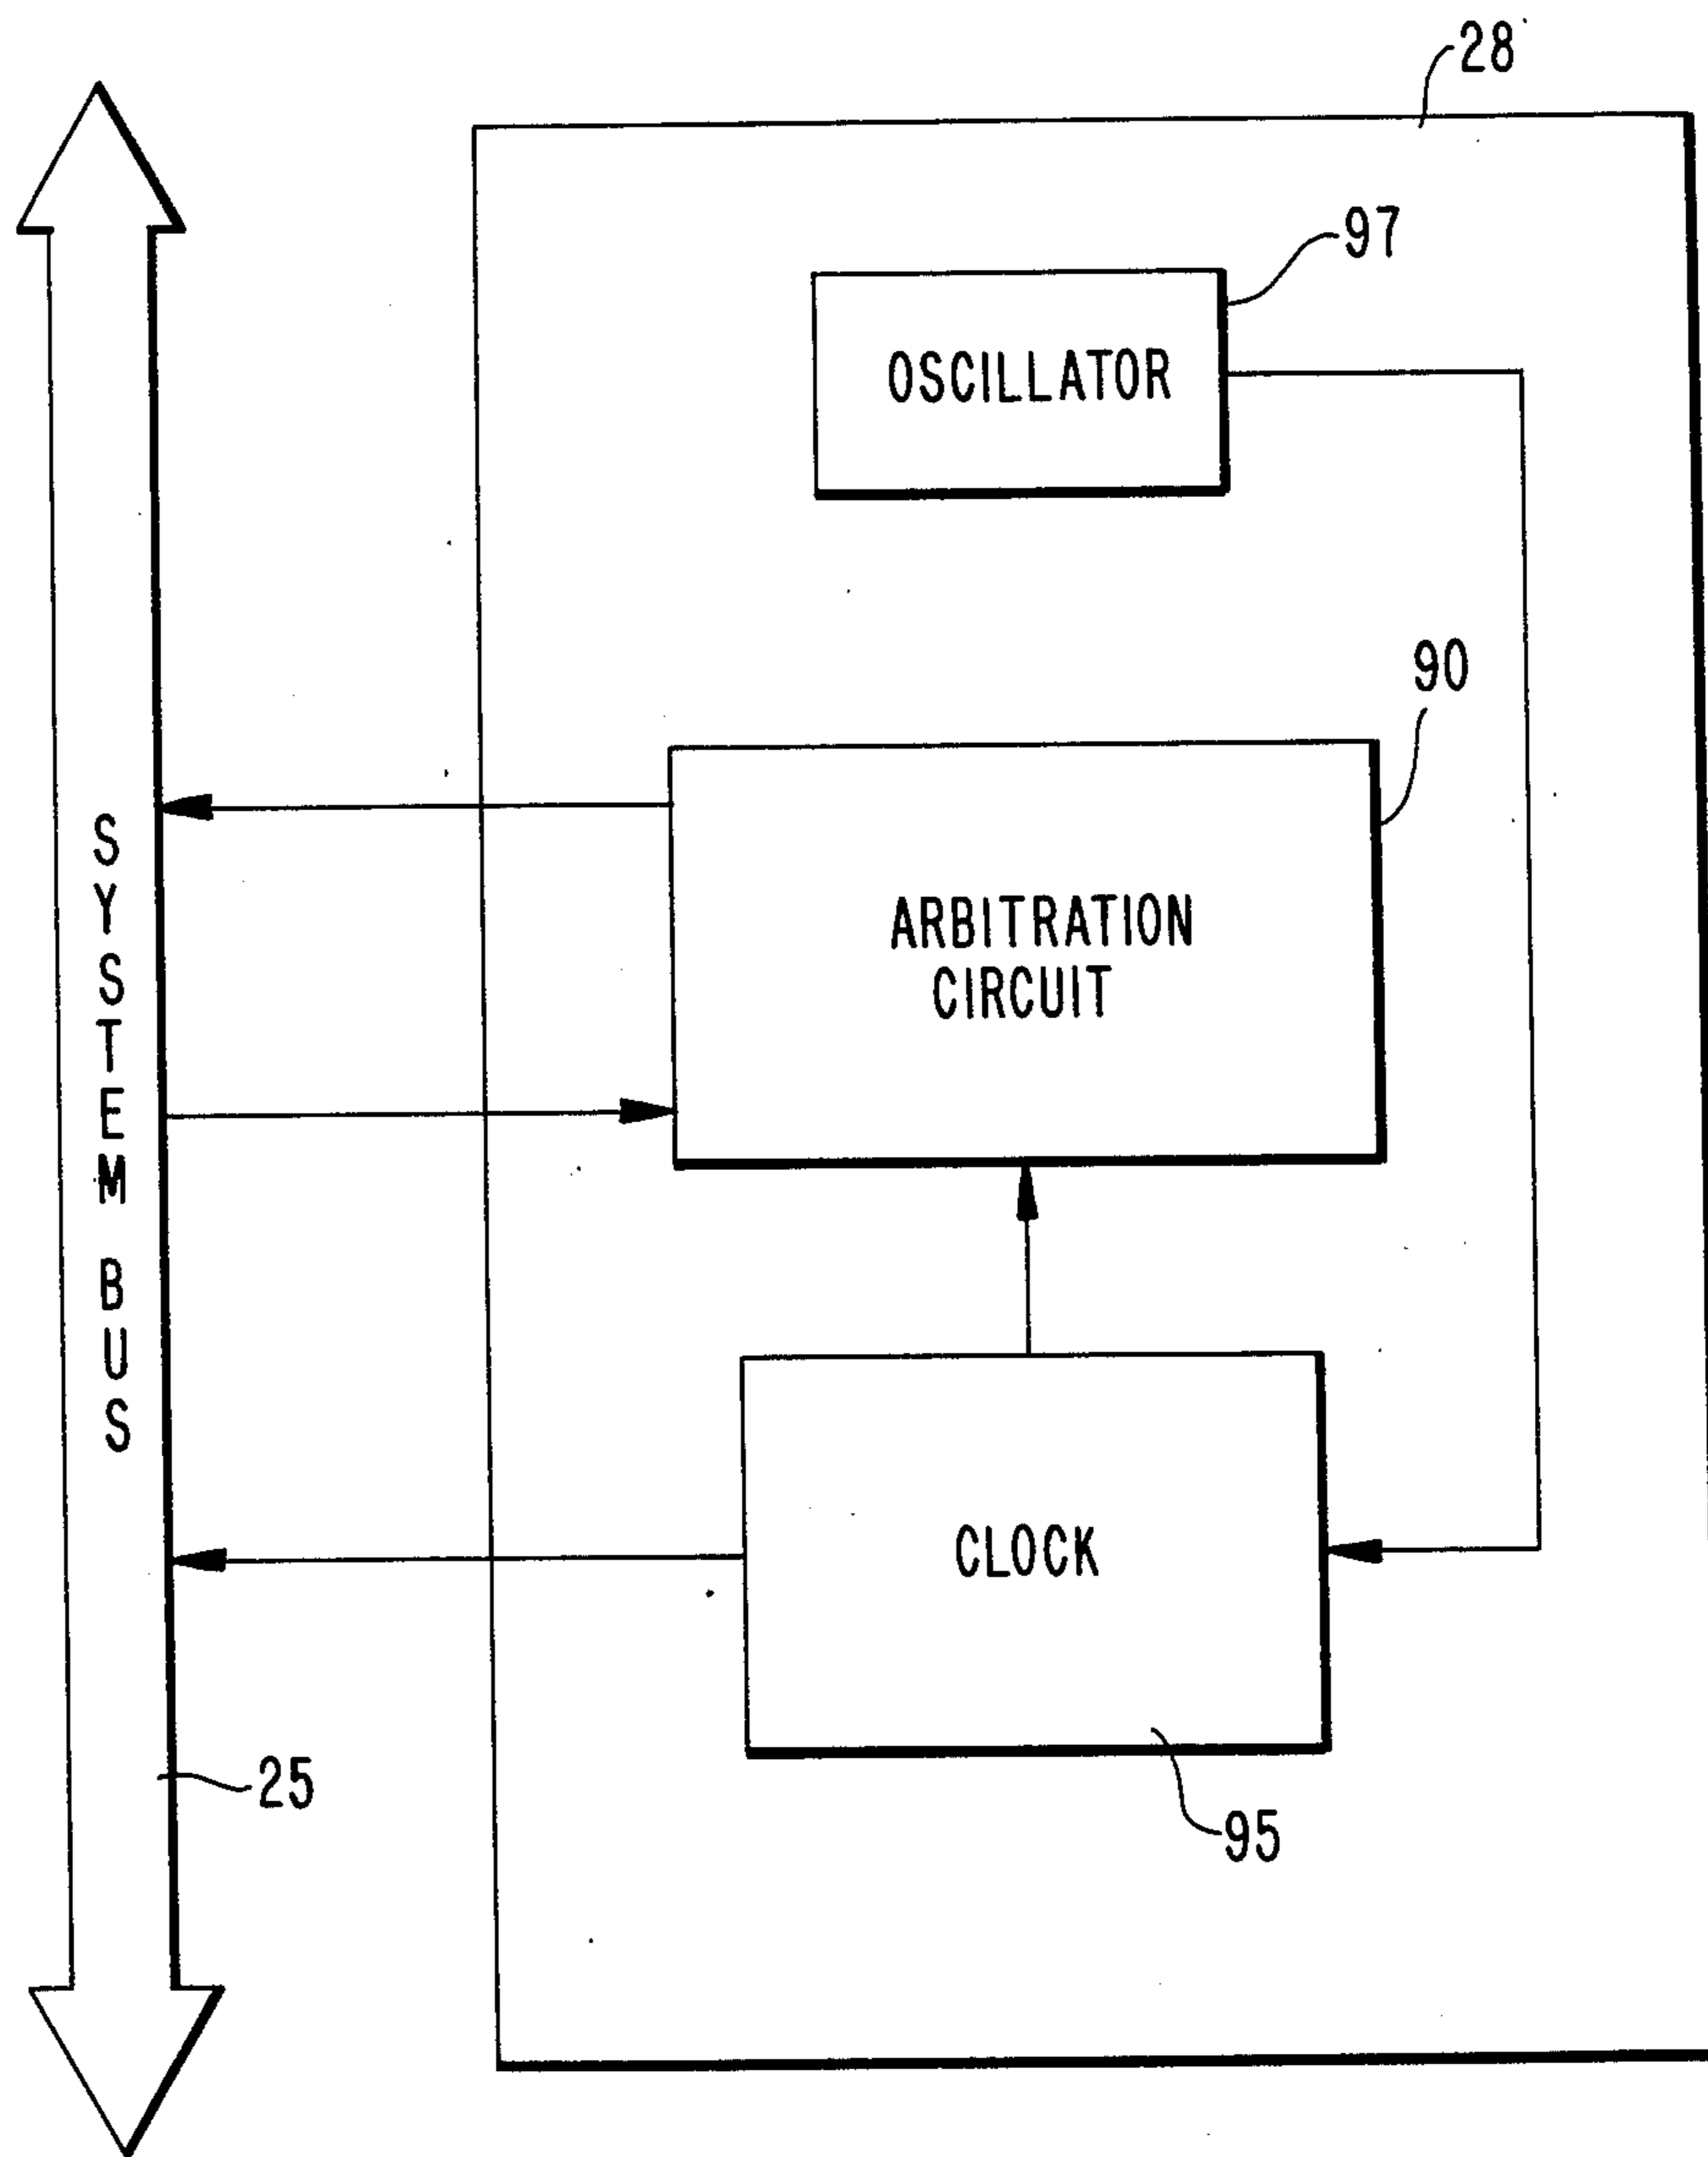 28
97
OSCILLATOR
90
ARBITRATION
CIRCUIT
SYSTEM BUS
CLOCK
25
95